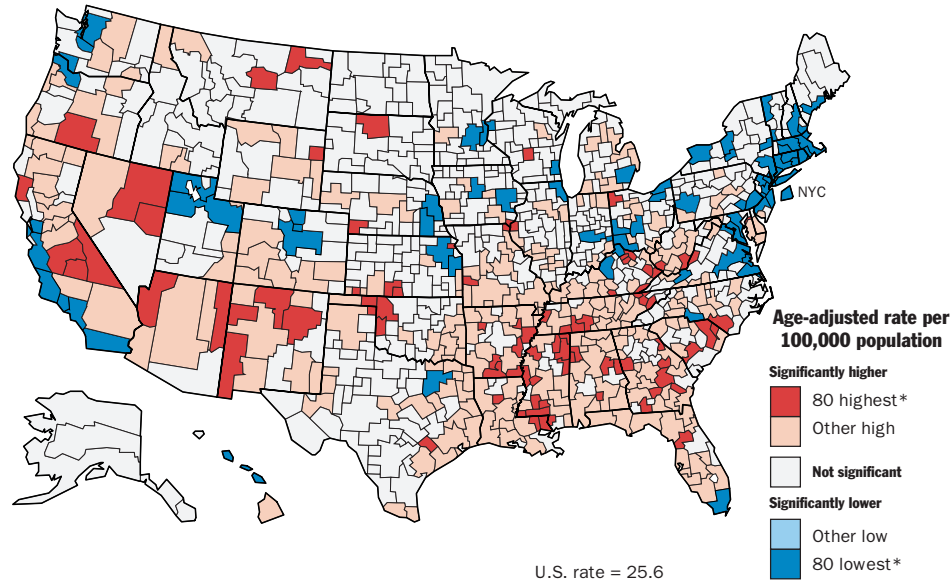 NYC
Age-adjusted rate per
100,000 population
Significantly higher
80 highest*
Other high
Not significant
Significantly lower
Other low
80 lowest*
U.S. rate = 25.6